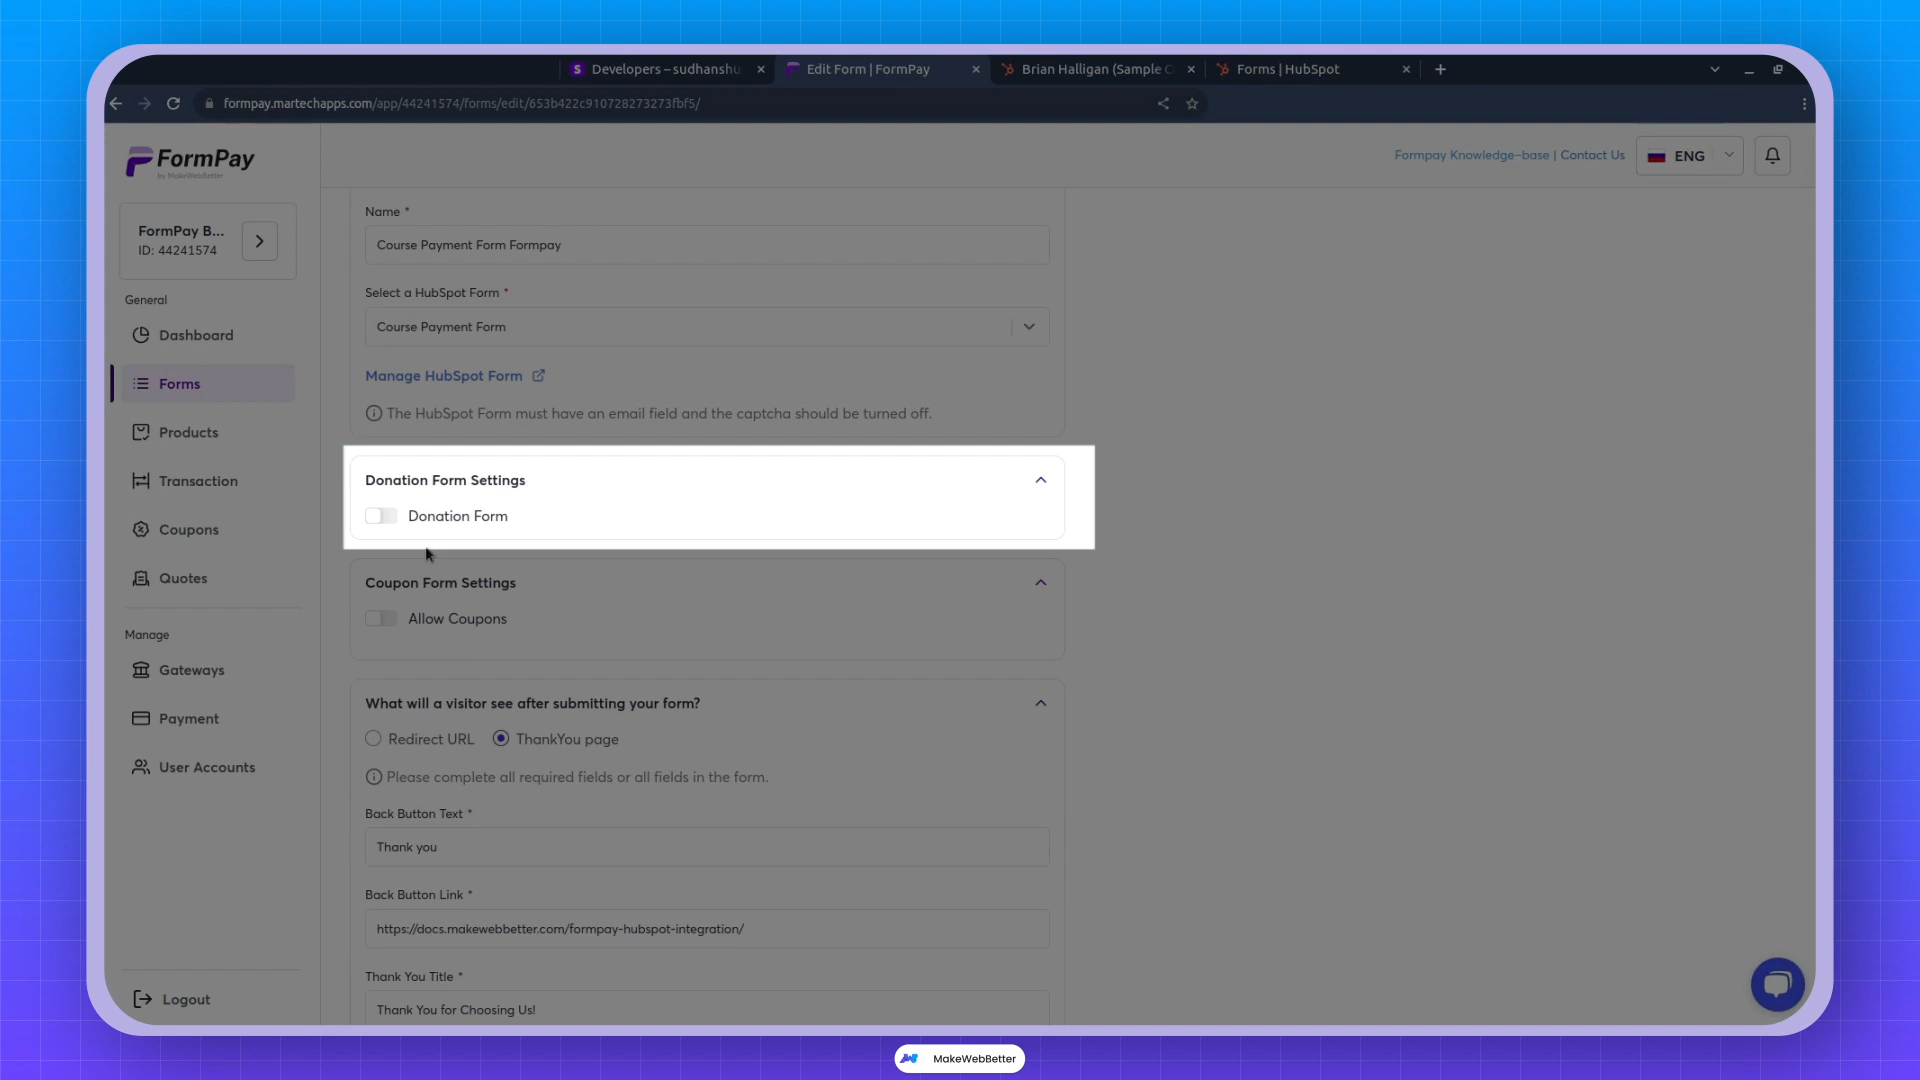 Developers – sudhanshu
Edit Form | FormPay
Brian Halligan (Sample C
Forms | HubSpot
formpay.martechapps.com/app/44241574/forms/edit/653b422c910728273273fbf5/
FormPay
by MakeWebBetter
Formpay Knowledge-base | Contact Us
ENG
FormPay B...
ID: 44241574
General
Dashboard
Forms
Products
Transaction
Coupons
Quotes
Manage
Gateways
Payment
User Accounts
Logout
Name *
Course Payment Form Formpay
Select a HubSpot Form *
Course Payment Form
Manage HubSpot Form
The HubSpot Form must have an email field and the captcha should be turned off.
Donation Form Settings
Donation Form
Coupon Form Settings
Allow Coupons
What will a visitor see after submitting your form?
Redirect URL
ThankYou page
Please complete all required fields or all fields in the form.
Back Button Text *
Thank you
Back Button Link *
https://docs.makewebbetter.com/formpay-hubspot-integration/
Thank You Title *
Thank You for Choosing Us!
MakeWebBetter